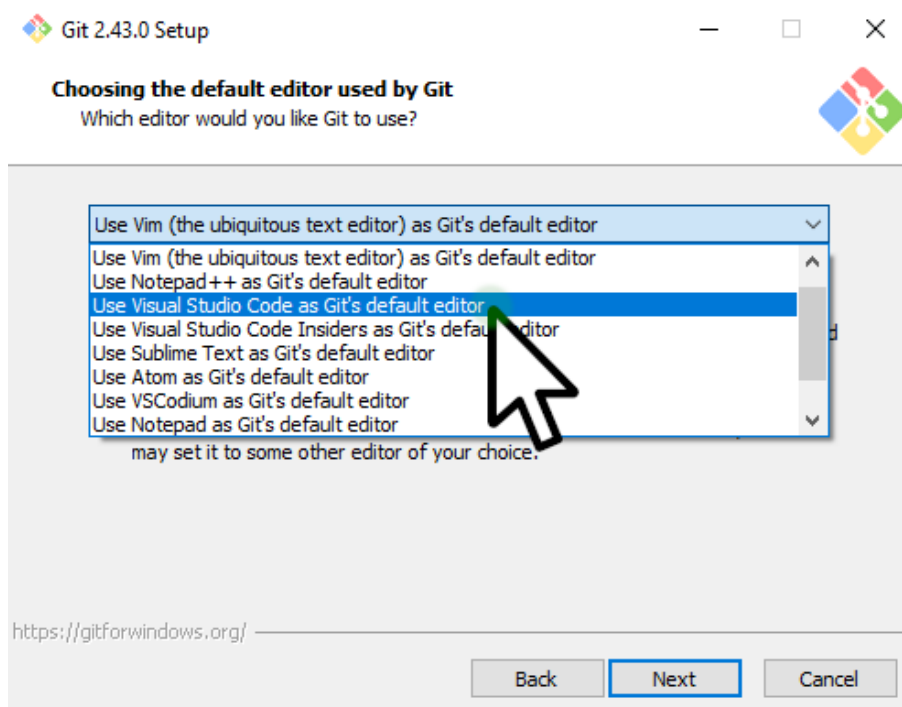 Git 2.43.0 Setup
Choosing the default editor used by Git
Which editor would you like Git to use?
Use Vim (the ubiquitous text editor) as Git's default editor
Use Vim (the ubiquitous text editor) as Git's default editor
Use Notepad++ as Git's default editor
Use Visual Studio Code as Git's default editor
Use Visual Studio Code Insiders as Git's default editor
Use Sublime Text as Git's default editor
Use Atom as Git's default editor
Use VSCodium as Git's default editor
Use Notepad as Git's default editor
may set it to some other editor of your choice.
https://gitforwindows.org/
Back Next Cancel